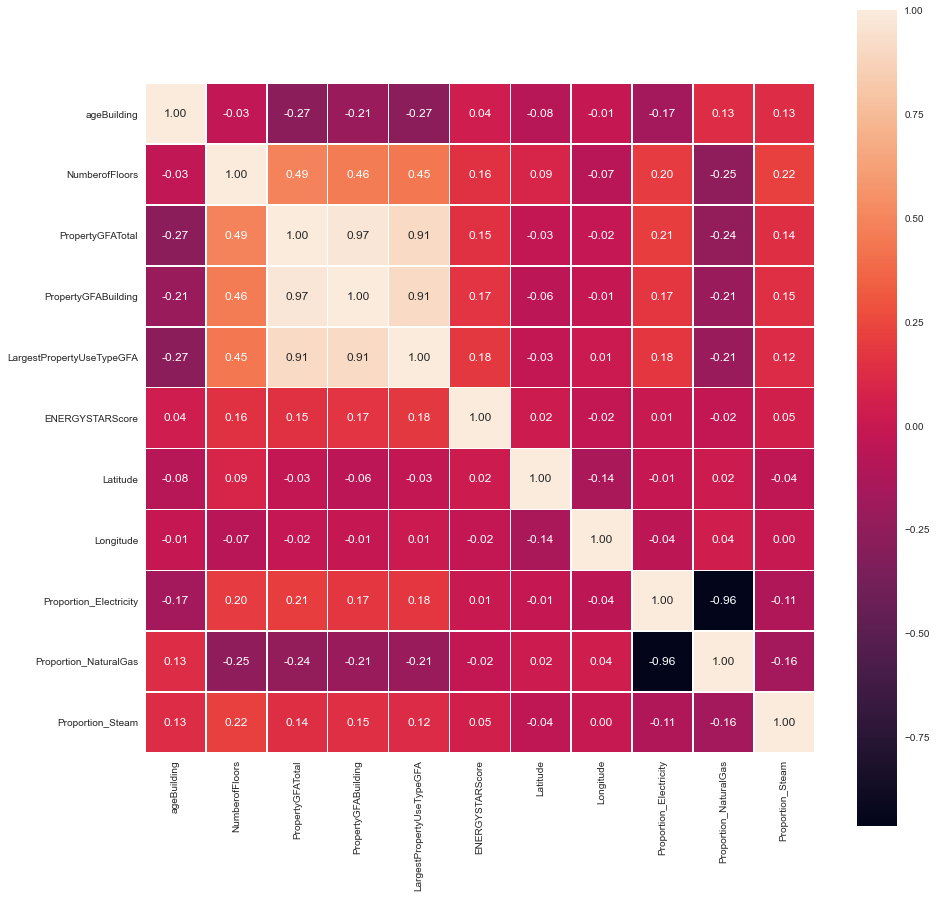 1.00
ageBuilding 1.00 -0.03 -0.27 -0.21 -0.27 0.04 -0.08 -0.01 -0.17 0.13 0.13
0.75
NumberofFloors -0.03 1.00 0.49 0.46 0.45 0.16 0.09 -0.07 0.20 -0.25 0.22
0.50
PropertyGFATotal -0.27 0.49 1.00 0.97 0.91 0.15 -0.03 -0.02 0.21 -0.24 0.14
PropertyGFABuilding -0.21 0.46 0.97 1.00 0.91 0.17 -0.06 -0.01 0.17 -0.21 0.15
0.25
LargestPropertyUseTypeGFA -0.27 0.45 0.91 0.91 1.00 0.18 -0.03 0.01 0.18 -0.21 0.12
ENERGYSTARScore 0.04 0.16 0.15 0.17 0.18 1.00 0.02 -0.02 0.01 -0.02 0.05
0.00
Latitude -0.08 0.09 -0.03 -0.06 -0.03 0.02 1.00 -0.14 -0.01 0.02 -0.04
−0.25
Longitude -0.01 -0.07 -0.02 -0.01 0.01 -0.02 -0.14 1.00 -0.04 0.04 0.00
Proportion_Electricity -0.17 0.20 0.21 0.17 0.18 0.01 -0.01 -0.04 1.00 -0.96 -0.11
−0.50
Proportion_NaturalGas 0.13 -0.25 -0.24 -0.21 -0.21 -0.02 0.02 0.04 -0.96 1.00 -0.16
Proportion_Steam 0.13 0.22 0.14 0.15 0.12 0.05 -0.04 0.00 -0.11 -0.16 1.00
−0.75
ageBuilding
NumberofFloors
PropertyGFATotal
PropertyGFABuilding
LargestPropertyUseTypeGFA
ENERGYSTARScore
Latitude
Longitude
Proportion_Electricity
Proportion_NaturalGas
Proportion_Steam